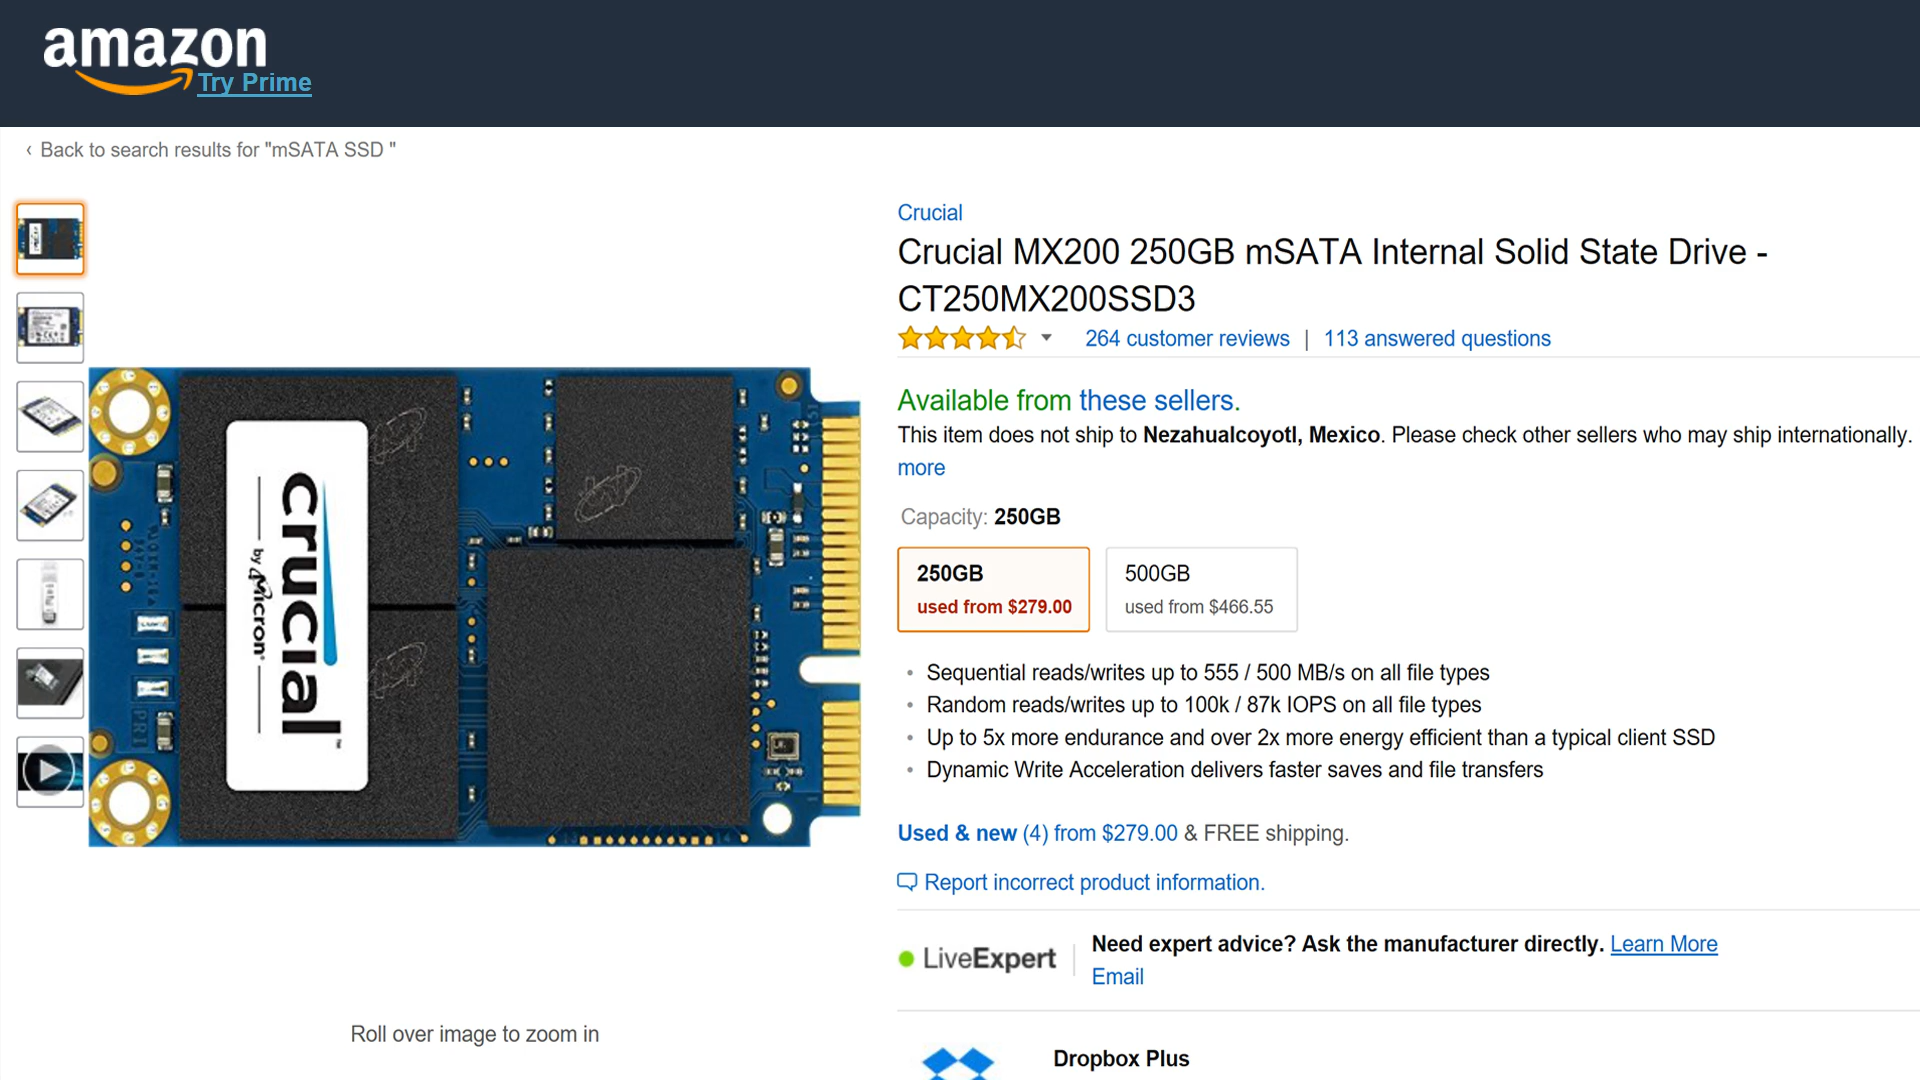 amazon
Try Prime
‹ Back to search results for "mSATA SSD "
Crucial
Crucial MX200 250GB mSATA Internal Solid State Drive -
CT250MX200SSD3
264 customer reviews | 113 answered questions
Available from these sellers.
This item does not ship to Nezahualcoyotl, Mexico. Please check other sellers who may ship internationally.
more
Capacity: 250GB
250GB
used from $279.00
500GB
used from $466.55
• Sequential reads/writes up to 555 / 500 MB/s on all file types
• Random reads/writes up to 100k / 87k IOPS on all file types
• Up to 5x more endurance and over 2x more energy efficient than a typical client SSD
• Dynamic Write Acceleration delivers faster saves and file transfers
Used & new (4) from $279.00 & FREE shipping.
Report incorrect product information.
LiveExpert
Need expert advice? Ask the manufacturer directly. Learn More
Email
Dropbox Plus
crucial™
by Micron®
Roll over image to zoom in